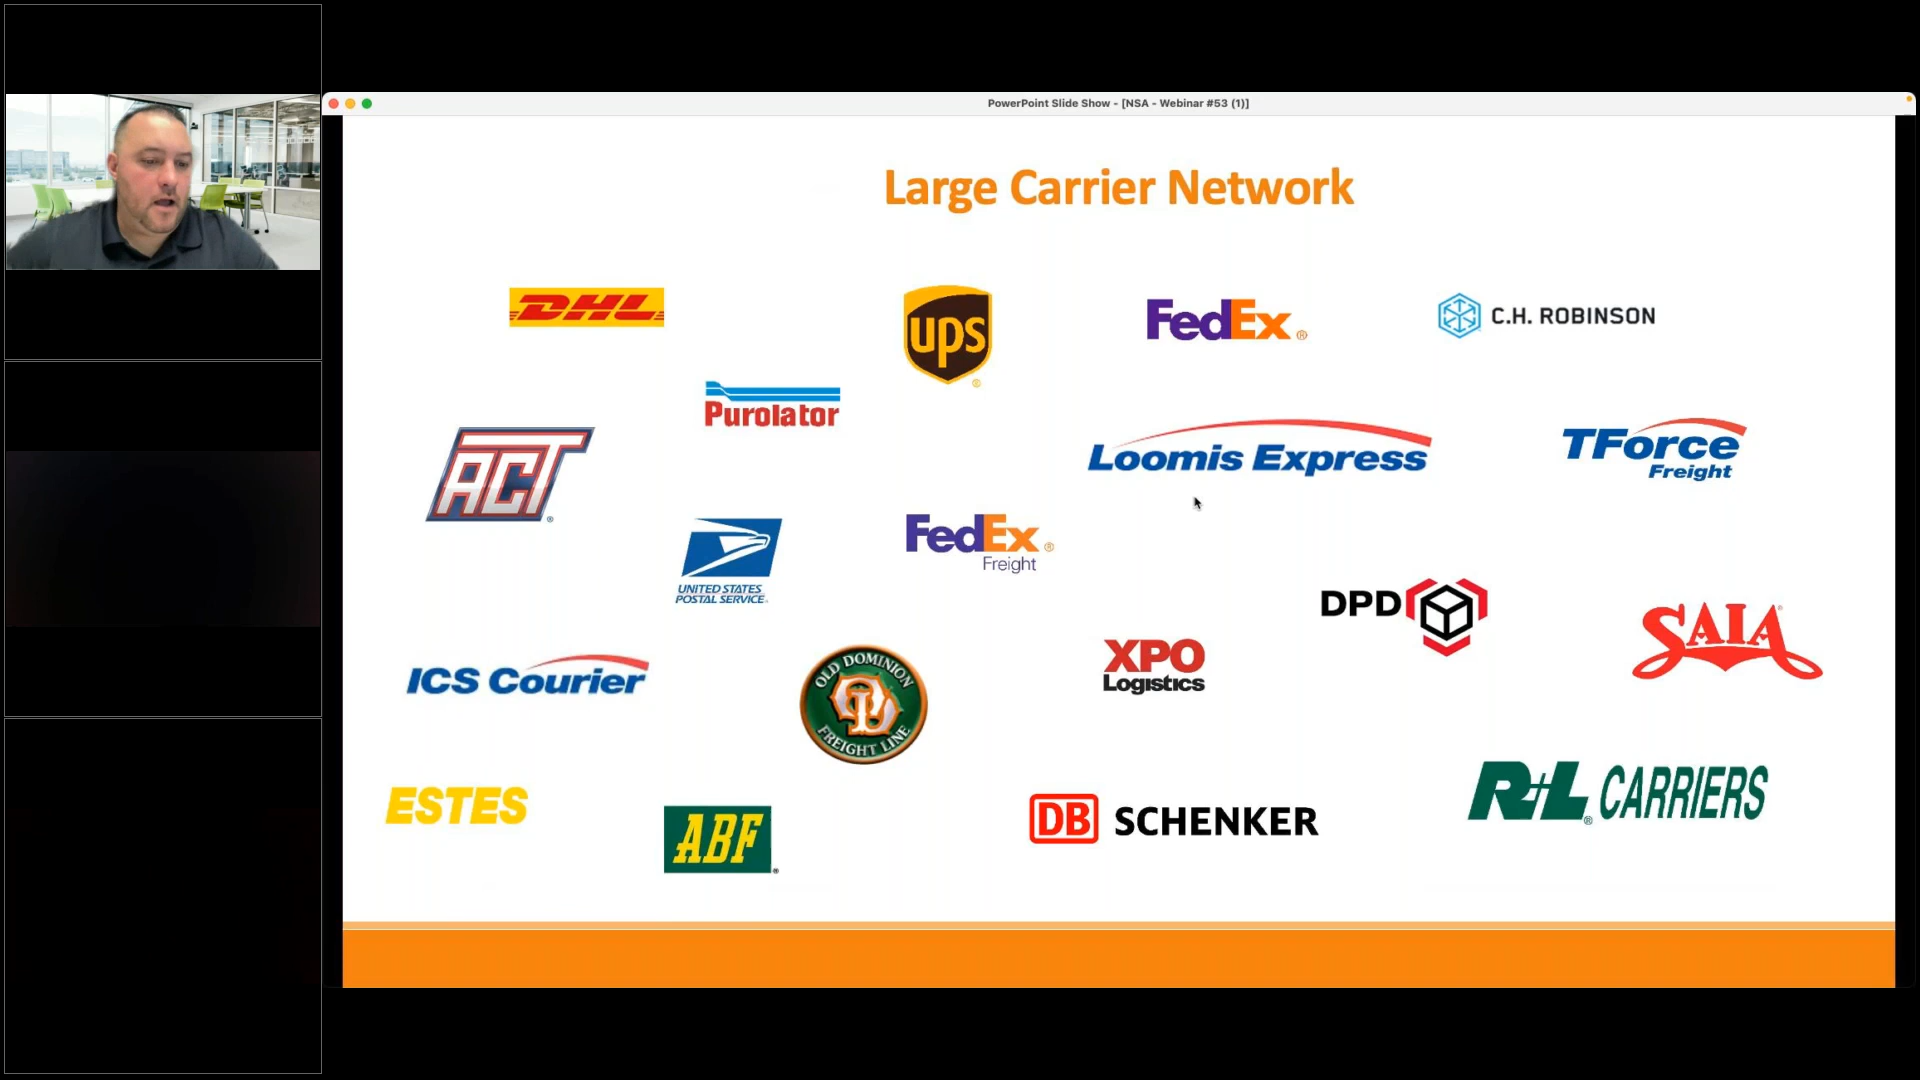 PowerPoint Slide Show - [NSA - Webinar #53 (1)]
Large Carrier Network
DHL
ups
FedEx®
C.H. ROBINSON
Purolator
ACT®
Loomis Express
TForce
Freight
UNITED STATES
POSTAL SERVICE®
FedEx®
Freight
DPD
SAIA®
ICS Courier
OLD DOMINION
OD
FREIGHT LINE
XPO
Logistics
ESTES
ABF®
DB SCHENKER
R+L® CARRIERS